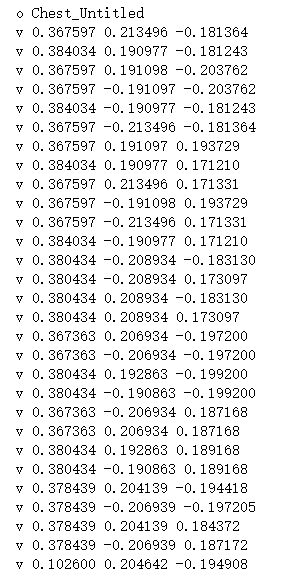 o Chest_Untitled
v 0.367597 0.213496 -0.181364
v 0.384034 0.190977 -0.181243
v 0.367597 0.191098 -0.203762
v 0.367597 -0.191097 -0.203762
v 0.384034 -0.190977 -0.181243
v 0.367597 -0.213496 -0.181364
v 0.367597 0.191097 0.193729
v 0.384034 0.190977 0.171210
v 0.367597 0.213496 0.171331
v 0.367597 -0.191098 0.193729
v 0.367597 -0.213496 0.171331
v 0.384034 -0.190977 0.171210
v 0.380434 -0.208934 -0.183130
v 0.380434 -0.208934 0.173097
v 0.380434 0.208934 -0.183130
v 0.380434 0.208934 0.173097
v 0.367363 0.206934 -0.197200
v 0.367363 -0.206934 -0.197200
v 0.380434 0.192863 -0.199200
v 0.380434 -0.190863 -0.199200
v 0.367363 -0.206934 0.187168
v 0.367363 0.206934 0.187168
v 0.380434 0.192863 0.189168
v 0.380434 -0.190863 0.189168
v 0.378439 0.204139 -0.194418
v 0.378439 -0.206939 -0.197205
v 0.378439 0.204139 0.184372
v 0.378439 -0.206939 0.187172
v 0.102600 0.204642 -0.194908